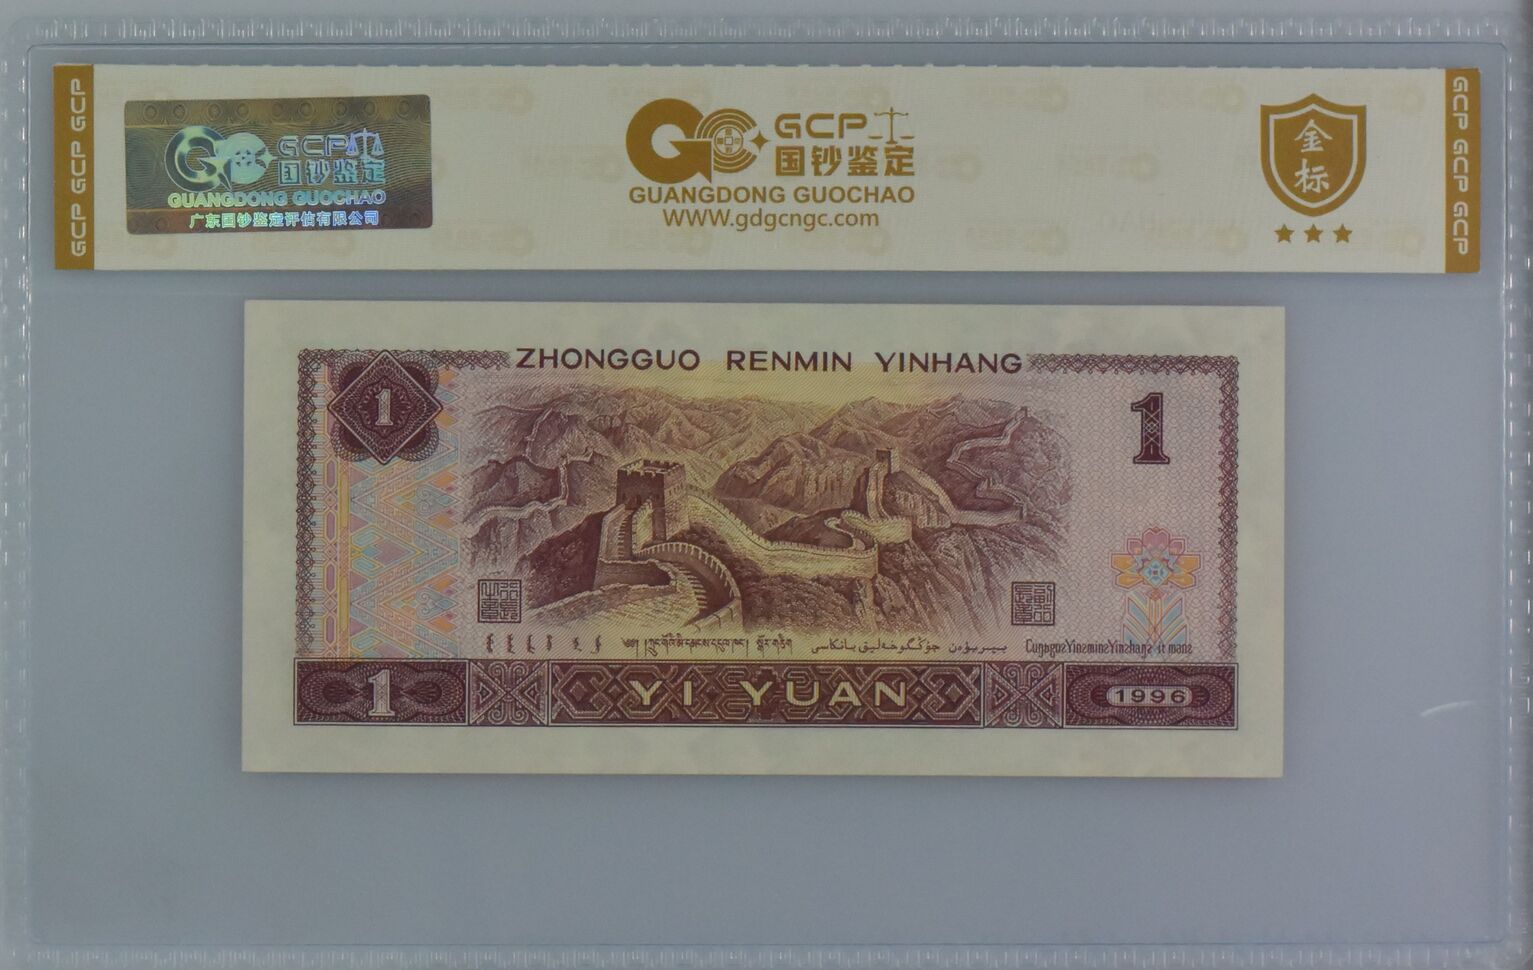 GCP GCP GCP
GCP
国钞鉴定
GUANGDONG GUOCHAO
广东国钞鉴定评估有限公司
GCP
国钞鉴定
GUANGDONG GUOCHAO
WWW.gdgcngc.com
金
标
GCP GCP GCP
ZHONGGUO RENMIN YINHANG
1
1
1
YI YUAN
1996